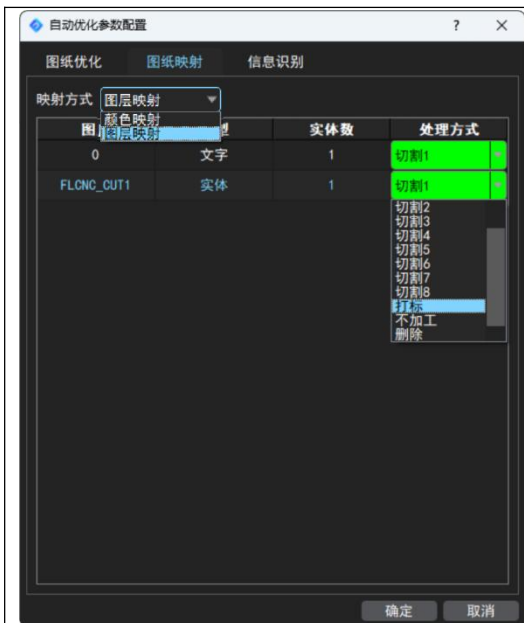 自动优化参数配置 ? ×
图纸优化 图纸映射 信息识别
映射方式 图层映射
颜色映射
图层映射
图 型 实体数 处理方式
0 文字 1 切割1
FLCNC_CUT1 实体 1 切割1
切割2
切割3
切割4
切割5
切割6
切割7
切割8
打标
不加工
删除
确定 取消